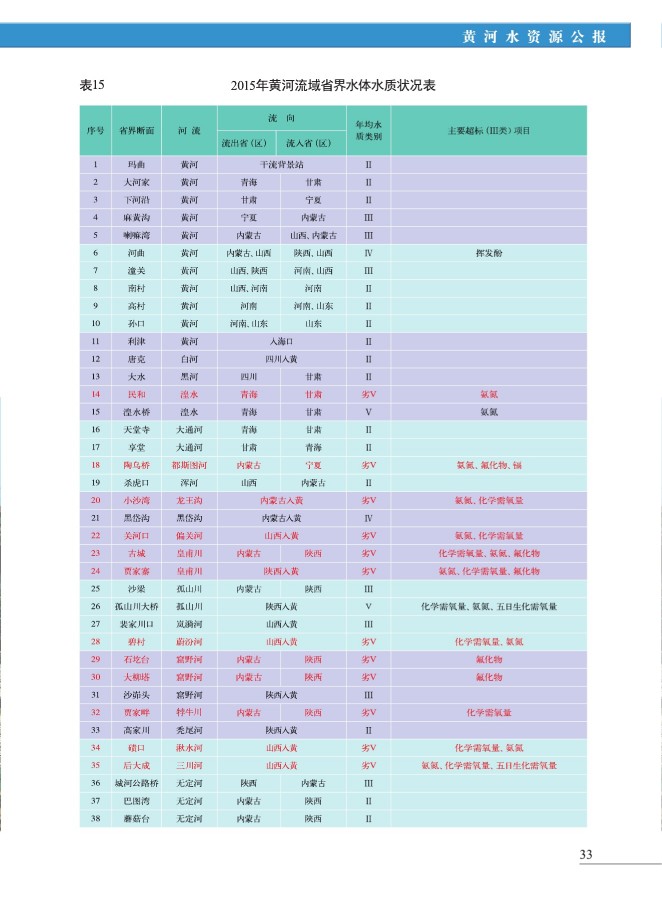 黄河水资源公报
表15 2015年黄河流域省界水体水质状况表
序号 省界断面 河流 流向 年均水质类别 主要超标(Ⅲ类)项目
流出省(区) 流入省(区)
1 玛曲 黄河 干流背景站 Ⅱ
2 大河家 黄河 青海 甘肃 Ⅱ
3 下河沿 黄河 甘肃 宁夏 Ⅱ
4 麻黄沟 黄河 宁夏 内蒙古 Ⅲ
5 喇嘛湾 黄河 内蒙古 山西、内蒙古 Ⅲ
6 河曲 黄河 内蒙古、山西 陕西、山西 Ⅳ 挥发酚
7 潼关 黄河 山西、陕西 河南、山西 Ⅲ
8 南村 黄河 山西、河南 河南 Ⅱ
9 高村 黄河 河南 河南、山东 Ⅱ
10 孙口 黄河 河南、山东 山东 Ⅱ
11 利津 黄河 入海口 Ⅱ
12 唐克 白河 四川入黄 Ⅱ
13 大水 黑河 四川 甘肃 Ⅱ
14 民和 湟水 青海 甘肃 劣Ⅴ 氨氮
15 湟水桥 湟水 青海 甘肃 Ⅴ 氨氮
16 天堂寺 大通河 青海 甘肃 Ⅱ
17 享堂 大通河 甘肃 青海 Ⅱ
18 陶乌桥 都斯图河 内蒙古 宁夏 劣Ⅴ 氨氮、氟化物、镉
19 杀虎口 浑河 山西 内蒙古 Ⅱ
20 小沙湾 龙王沟 内蒙古入黄 劣Ⅴ 氨氮、化学需氧量
21 黑岱沟 黑岱沟 内蒙古入黄 Ⅳ
22 关河口 偏关河 山西入黄 劣Ⅴ 氨氮、化学需氧量
23 古城 皇甫川 内蒙古 陕西 劣Ⅴ 化学需氧量、氨氮、氟化物
24 贾家寨 皇甫川 陕西入黄 劣Ⅴ 氨氮、化学需氧量、氟化物
25 沙梁 孤山川 内蒙古 陕西 Ⅲ
26 孤山川大桥 孤山川 陕西入黄 Ⅴ 化学需氧量、氨氮、五日生化需氧量
27 裴家川口 岚漪河 山西入黄 Ⅲ
28 碧村 蔚汾河 山西入黄 劣Ⅴ 化学需氧量、氨氮
29 石圪台 窟野河 内蒙古 陕西 劣Ⅴ 氟化物
30 大柳塔 窟野河 内蒙古 陕西 劣Ⅴ 氟化物
31 沙峁头 窟野河 陕西入黄 Ⅲ
32 贾家畔 牸牛川 内蒙古 陕西 劣Ⅴ 化学需氧量
33 高家川 秃尾河 陕西入黄 Ⅱ
34 碛口 湫水河 山西入黄 劣Ⅴ 化学需氧量、氨氮
35 后大成 三川河 山西入黄 劣Ⅴ 氨氮、化学需氧量、五日生化需氧量
36 城河公路桥 无定河 陕西 内蒙古 Ⅲ
37 巴图湾 无定河 内蒙古 陕西 Ⅱ
38 蘑菇台 无定河 内蒙古 陕西 Ⅱ
33